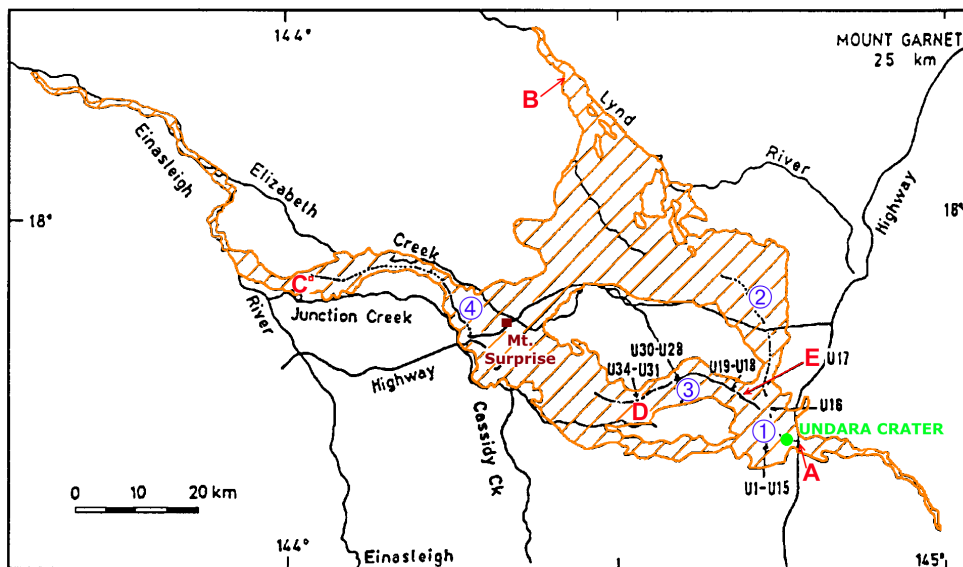 144°
MOUNT GARNET
25 km
B
Lynd
Einasleigh
Elizabeth
River
Highway
18°
18°
Creek
C
2
River
Junction Creek
4
Mt.
Surprise
U30-U28
E
U17
Highway
U34-U31
U19-U18
3
D
U16
1
UNDARA CRATER
Cassidy Ck
A
0 10 20 km
U1-U15
144°
Einasleigh
145°